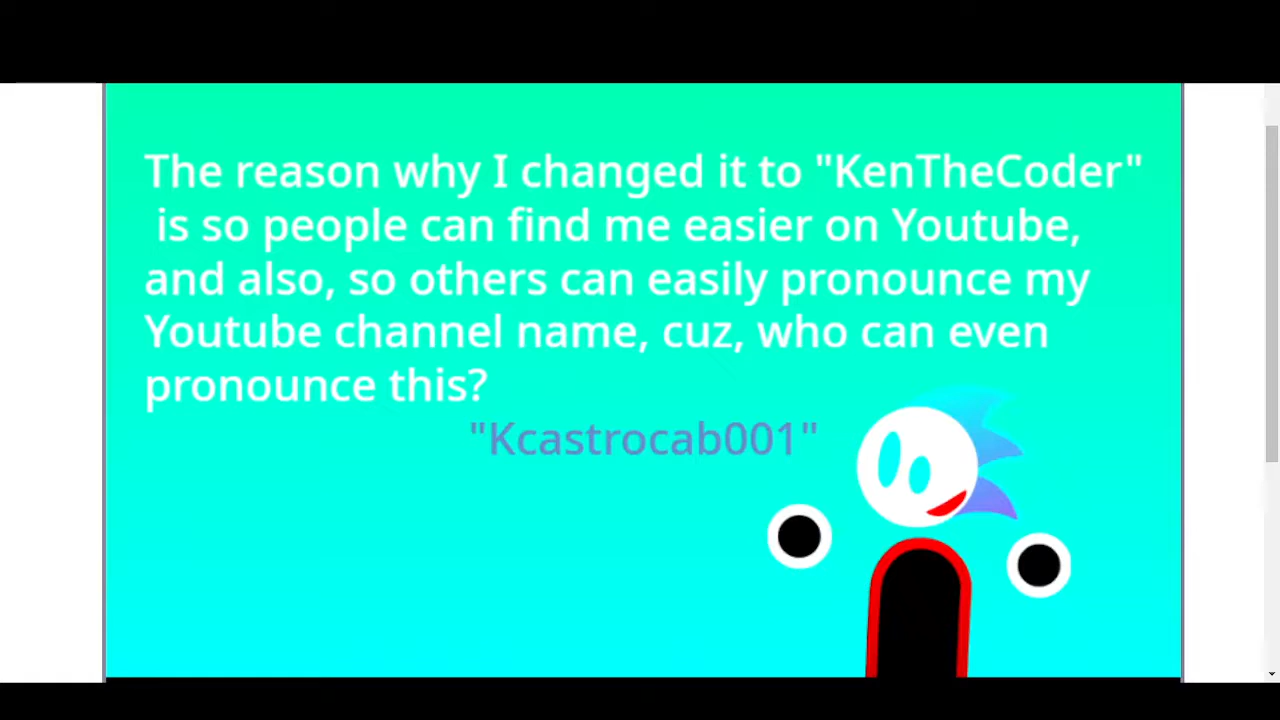 The reason why I changed it to "KenTheCoder"
is so people can find me easier on Youtube,
and also, so others can easily pronounce my
Youtube channel name, cuz, who can even
pronounce this?
"Kcastrocab001"